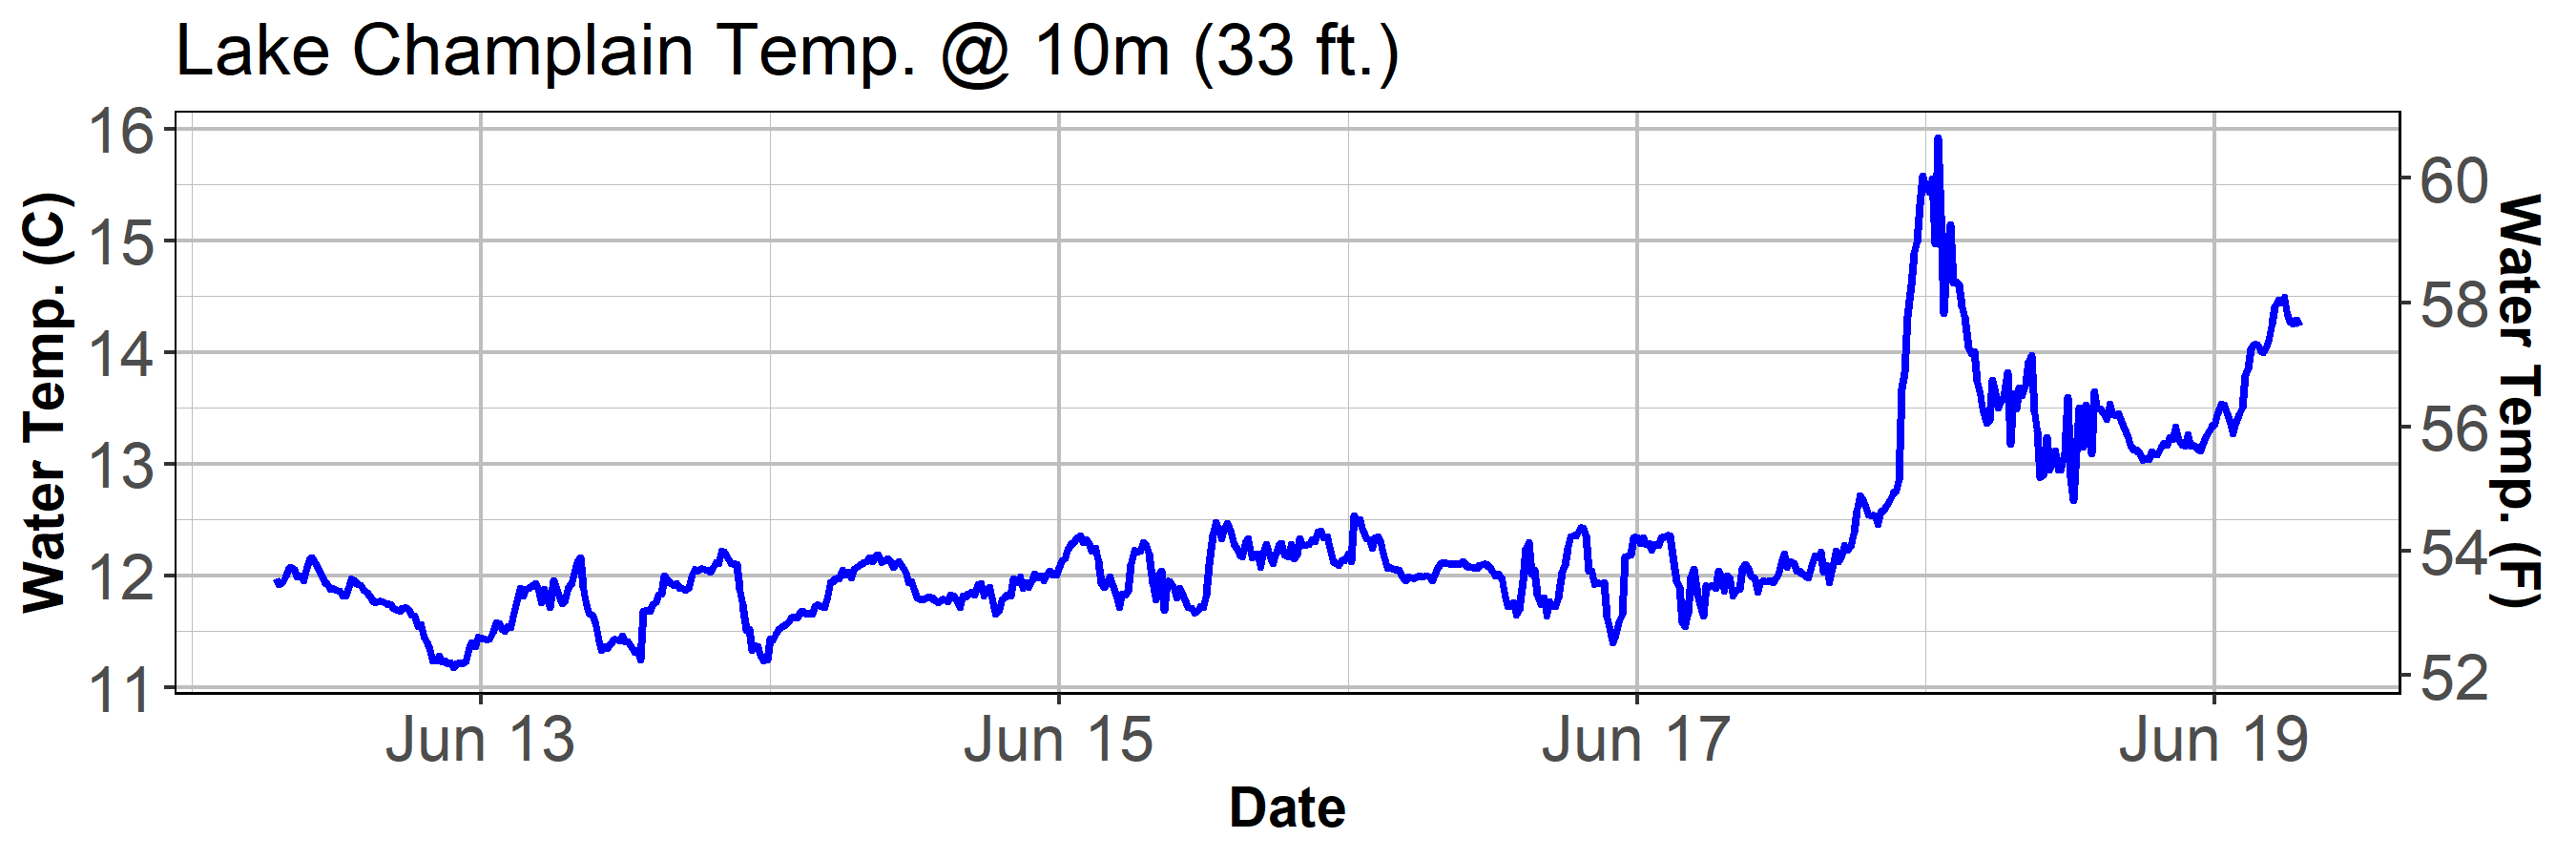 Lake Champlain Temp. @ 10m (33 ft.)
Water Temp. (C)
16
15
14
13
12
11
60
58
56
54
52
Water Temp. (F)
Jun 13
Jun 15
Jun 17
Jun 19
Date